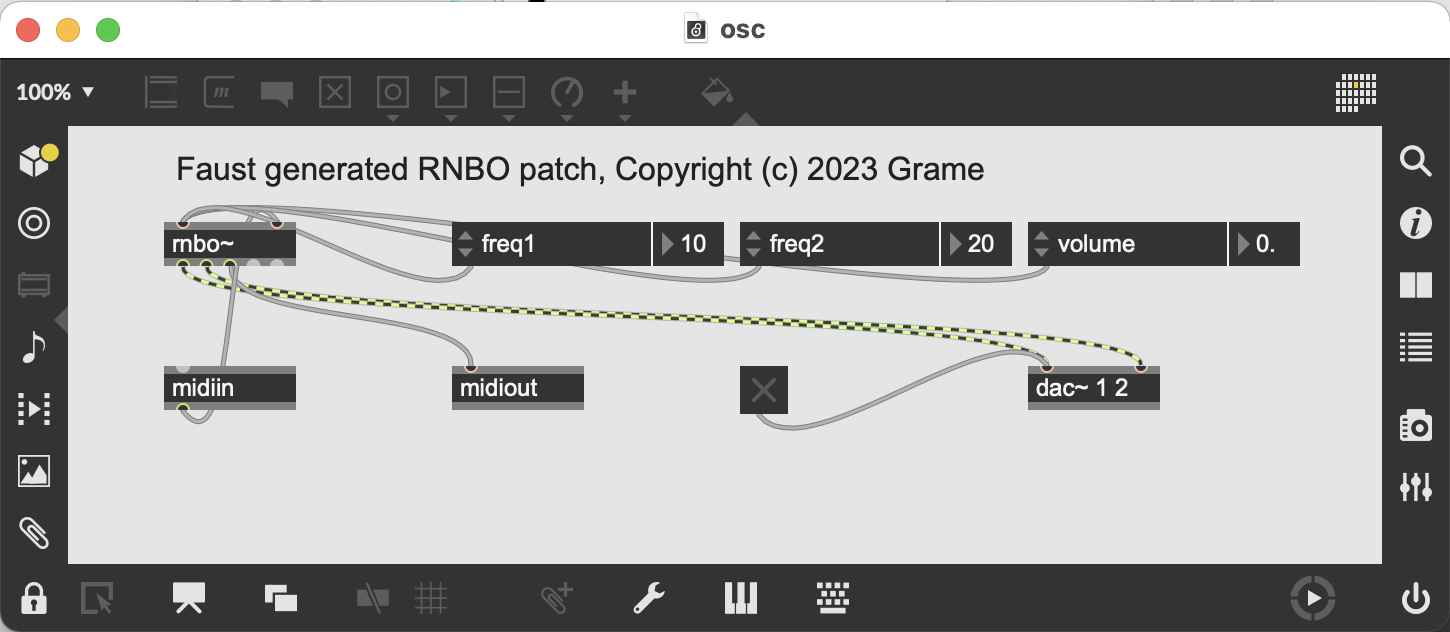 osc
100%
Faust generated RNBO patch, Copyright (c) 2023 Grame
rnbo~
freq1 10
freq2 20
volume 0.
midiin
midiout
dac~ 1 2